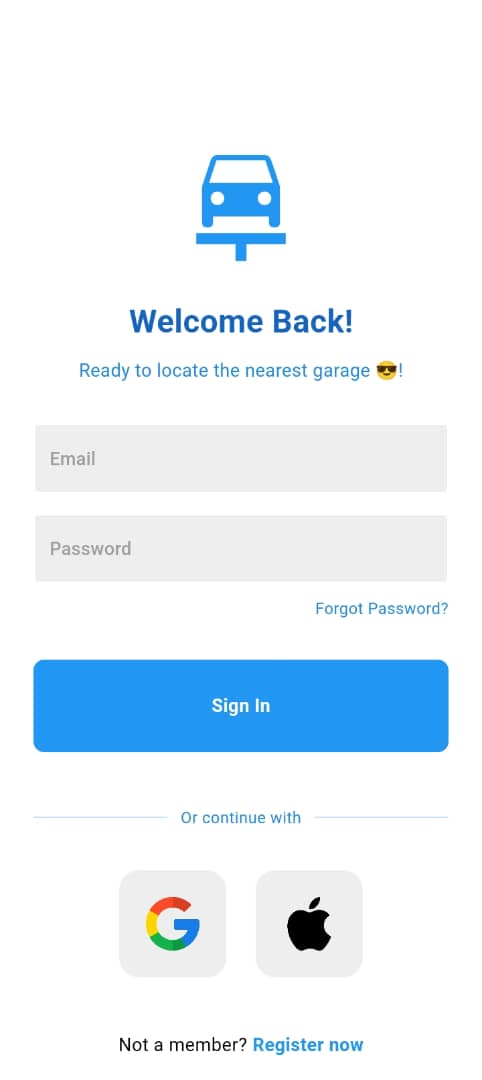 Welcome Back!
Ready to locate the nearest garage 😎!
Email
Password
Forgot Password?
Sign In
Or continue with
Not a member? Register now